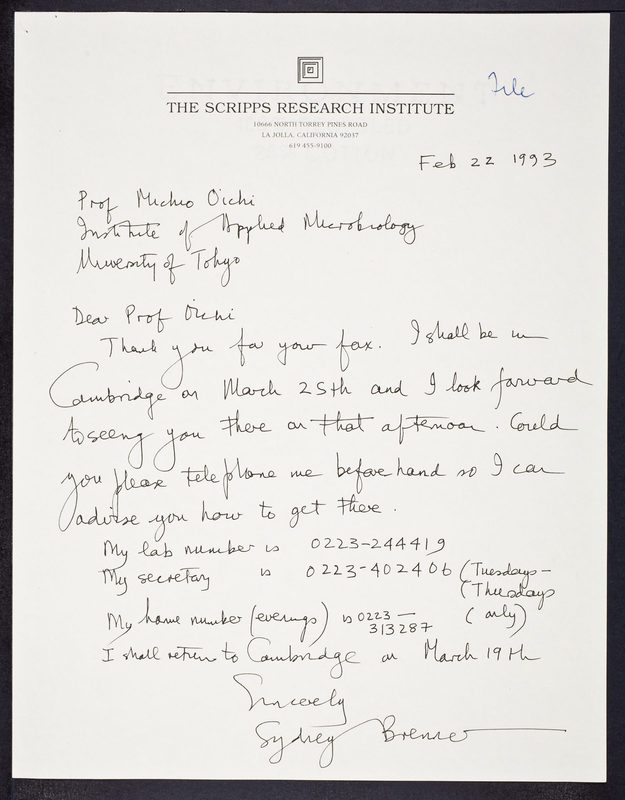 File
THE SCRIPPS RESEARCH INSTITUTE
10666 NORTH TORREY PINES ROAD
LA JOLLA, CALIFORNIA 92037
619 455-9100
Feb 22 1993
Prof Michio Oichi
Institute of Applied Microbiology
University of Tokyo
Dear Prof Oichi
Thank you for your fax. I shall be in
Cambridge on March 25th and I look forward
to seeing you there on that afternoon. Could
you please telephone me beforehand so I can
advise you how to get there.
My lab number is 0223-244419
My secretary is 0223-402406 (Tuesdays -
(Thursdays
My home number (evenings) is 0223 -
313287 ( only)
I shall return to Cambridge on March 19th
Sincerely
Sydney Brenner